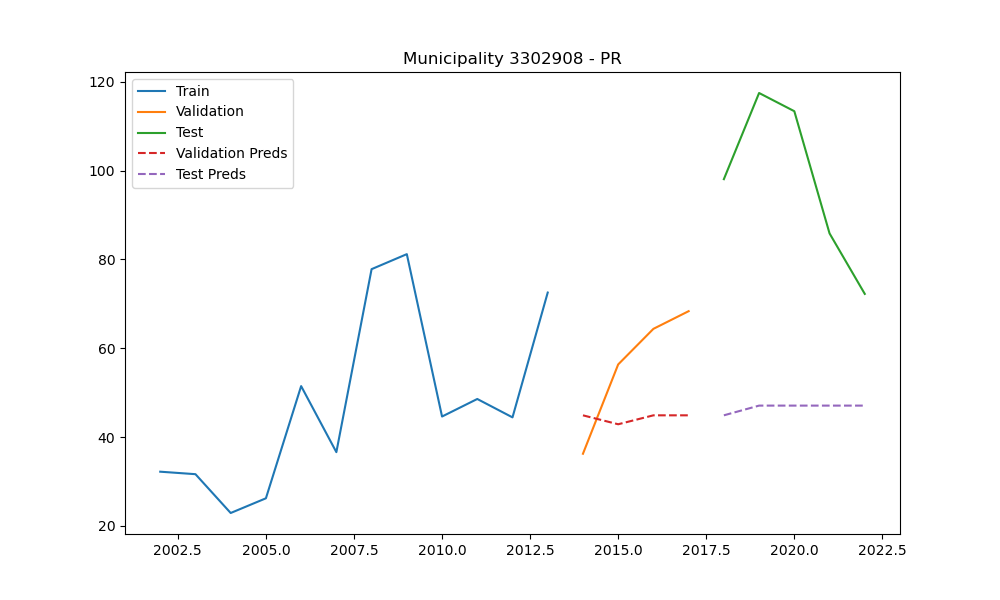 Municipality 3302908 - PR
120
100
80
60
40
20
Train
Validation
Test
Validation Preds
Test Preds
2002.5 2005.0 2007.5 2010.0 2012.5 2015.0 2017.5 2020.0 2022.5